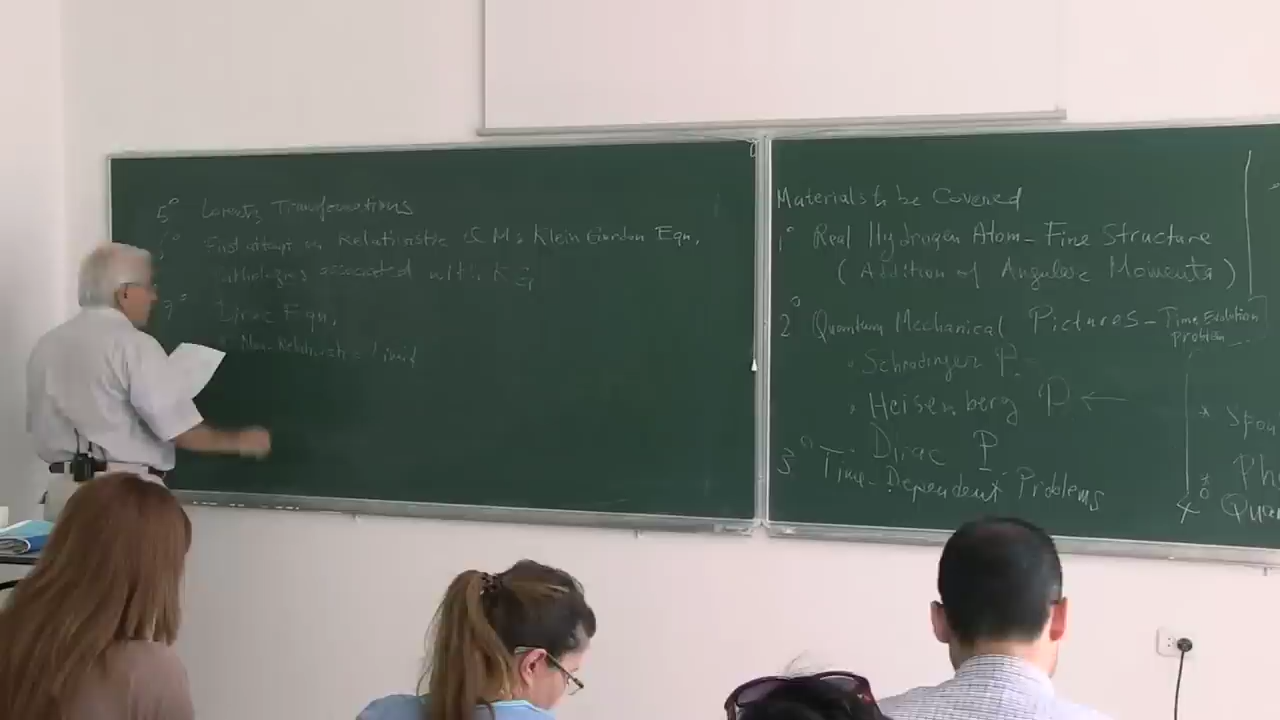 5° Lorentz Transformations
6° First attempt on Relativistic Q.M: Klein Gordon Eqn,
pathologies associated with KG
7° Dirac Eqn,
Non-Relativistic limit
Materials to be Covered
1° Real Hydrogen Atom - Fine Structure
( Addition of Angular Momenta )
2° Quantum Mechanical Pictures - Time Evolution
problem
Schrodinger P.
Heisenberg P ←
Dirac P
3° Time-Dependent Problems